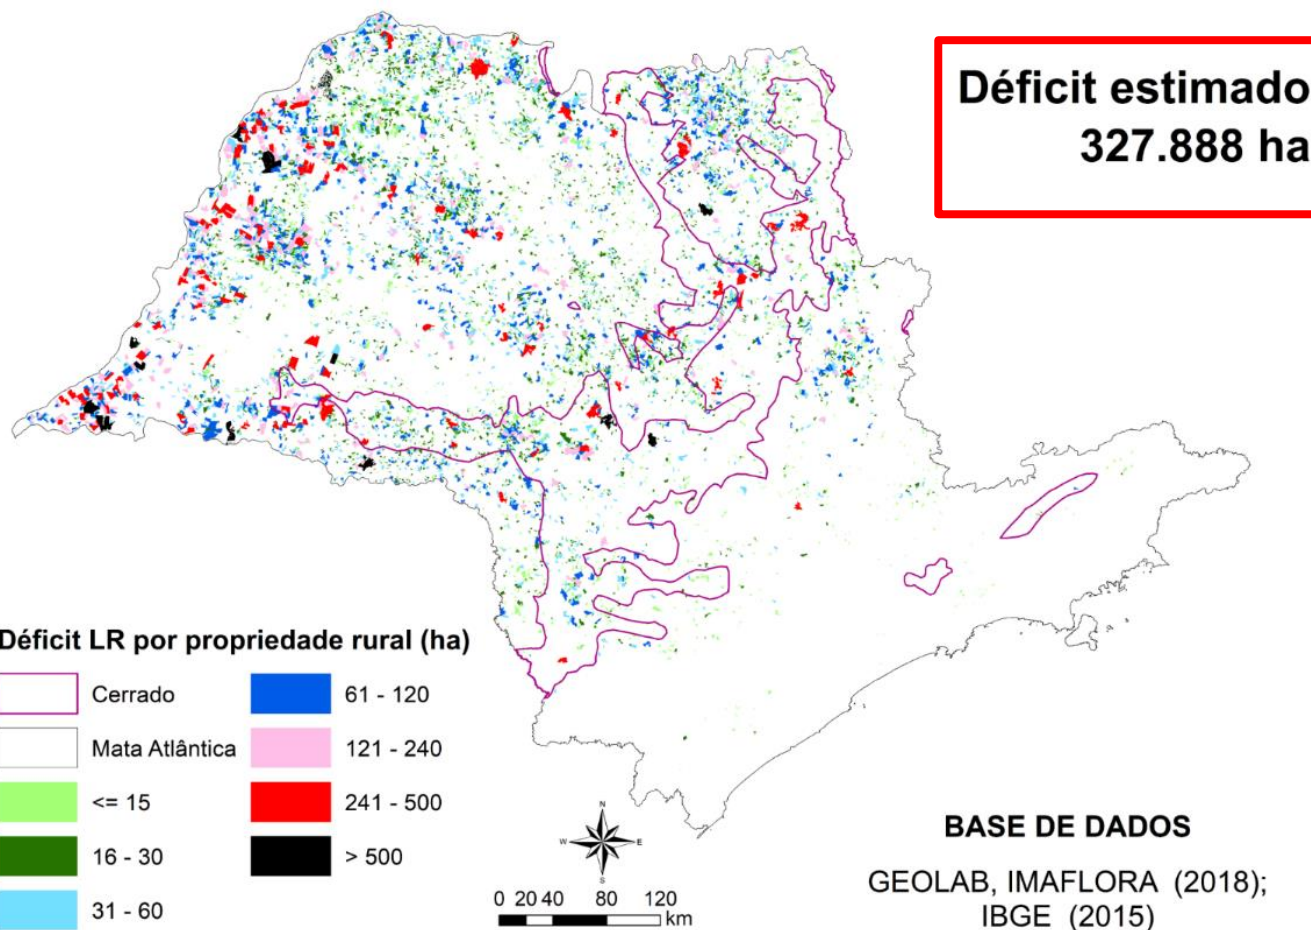 Déficit estimado
327.888 ha
Déficit LR por propriedade rural (ha)
Cerrado
Mata Atlântica
<= 15
16 - 30
31 - 60
61 - 120
121 - 240
241 - 500
> 500
N
W
E
S
0 20 40 80 120
km
BASE DE DADOS
GEOLAB, IMAFLORA (2018);
IBGE (2015)